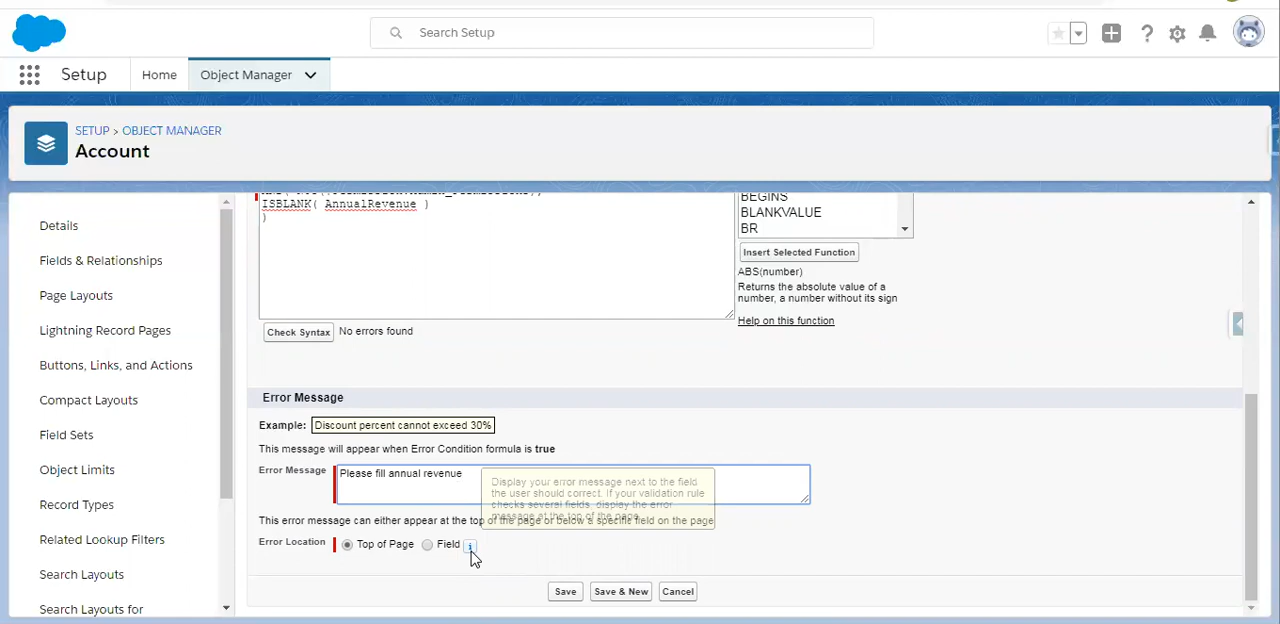 Search Setup
Setup
Home
Object Manager
SETUP > OBJECT MANAGER
Account
Details
Fields & Relationships
Page Layouts
Lightning Record Pages
Buttons, Links, and Actions
Compact Layouts
Field Sets
Object Limits
Record Types
Related Lookup Filters
Search Layouts
Search Layouts for
ISBLANK( AnnualRevenue )
)
BEGINS
BLANKVALUE
BR
Insert Selected Function
ABS(number)
Returns the absolute value of a
number, a number without its sign
Help on this function
Check Syntax No errors found
Error Message
Example: Discount percent cannot exceed 30%
This message will appear when Error Condition formula is true
Error Message Please fill annual revenue
Display your error message next to the field
the user should correct. If your validation rule
checks several fields, display the error
message at the top of the page.
This error message can either appear at the top of the page or below a specific field on the page
Error Location Top of Page Field i
Save Save & New Cancel